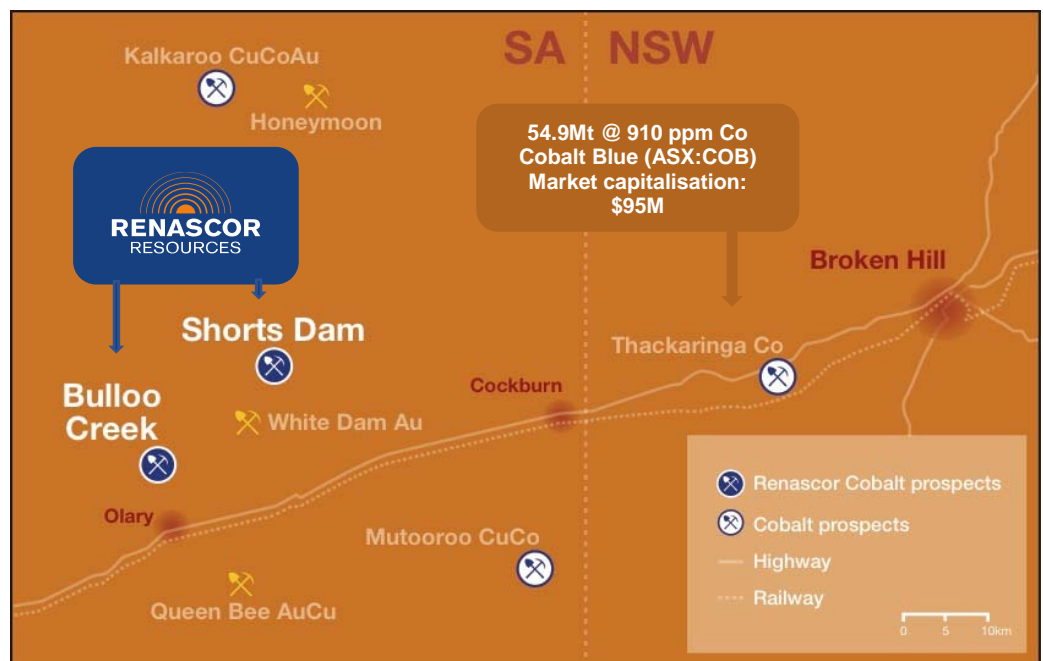 SA
NSW
Kalkaroo CuCoAu
Honeymoon
54.9Mt @ 910 ppm Co
Cobalt Blue (ASX:COB)
Market capitalisation:
$95M
RENASCOR
RESOURCES
Broken Hill
Shorts Dam
Thackaringa Co
Cockburn
Bulloo
Creek
White Dam Au
Olary
Mutooroo CuCo
Queen Bee AuCu
Renascor Cobalt prospects
Cobalt prospects
Highway
Railway
0 5 10km